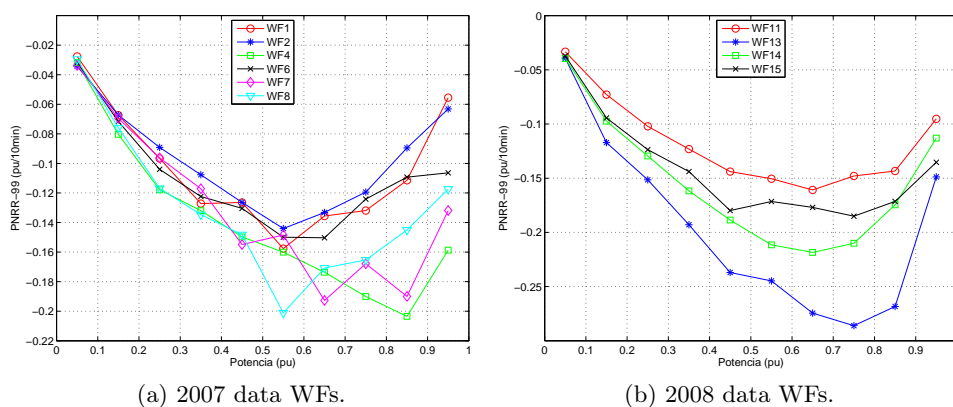 −0.02
−0.04
−0.06
−0.08
−0.1
−0.12
−0.14
−0.16
−0.18
−0.2
−0.22
PNRR−99 (pu/10min)
0 0.1 0.2 0.3 0.4 0.5 0.6 0.7 0.8 0.9 1
Potencia (pu)
WF1
WF2
WF4
WF6
WF7
WF8
(a) 2007 data WFs.
0
−0.05
−0.1
−0.15
−0.2
−0.25
PNRR−99 (pu/10min)
0 0.1 0.2 0.3 0.4 0.5 0.6 0.7 0.8 0.9
Potencia (pu)
WF11
WF13
WF14
WF15
(b) 2008 data WFs.